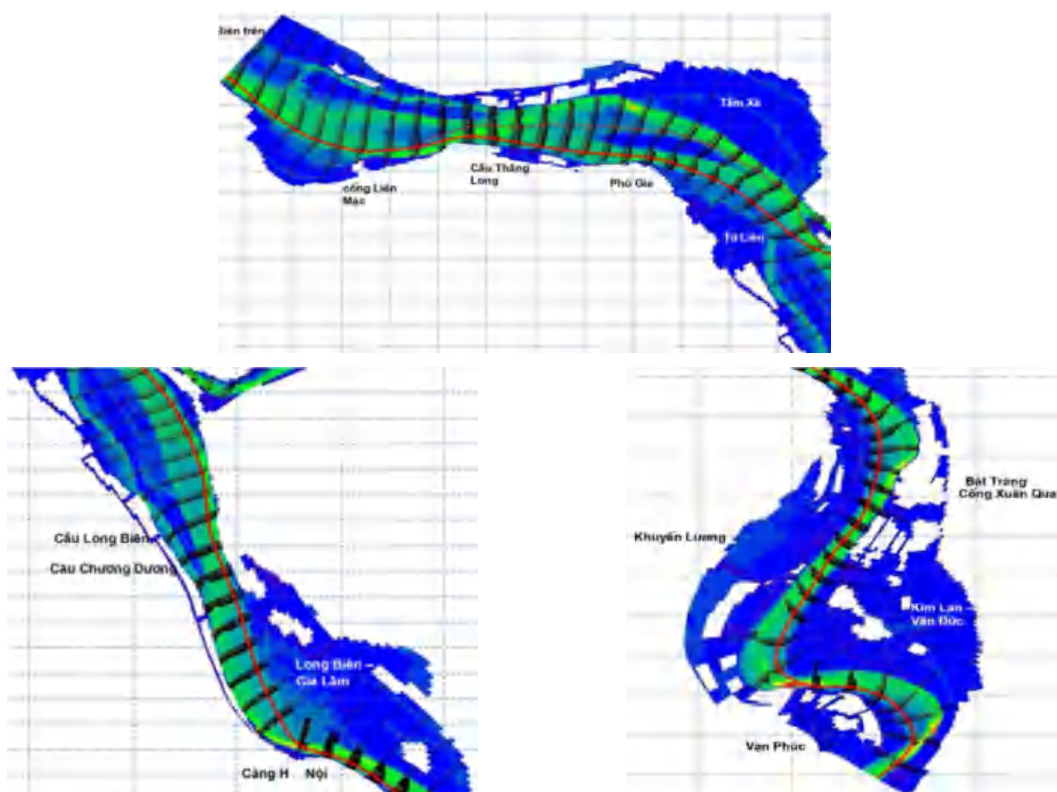 Biên trên
Tầm Xá
Cầu Thăng
Long
Phú Gia
cống Liên
Mạc
Tứ Liên
Cầu Long Biên
Cầu Chương Dương
Long Biên –
Gia Lâm
Cảng H Nội
Bát Tràng
Cống Xuân Qua
Khuyến Lương
Kim Lan –
Văn Đức
Vạn Phúc